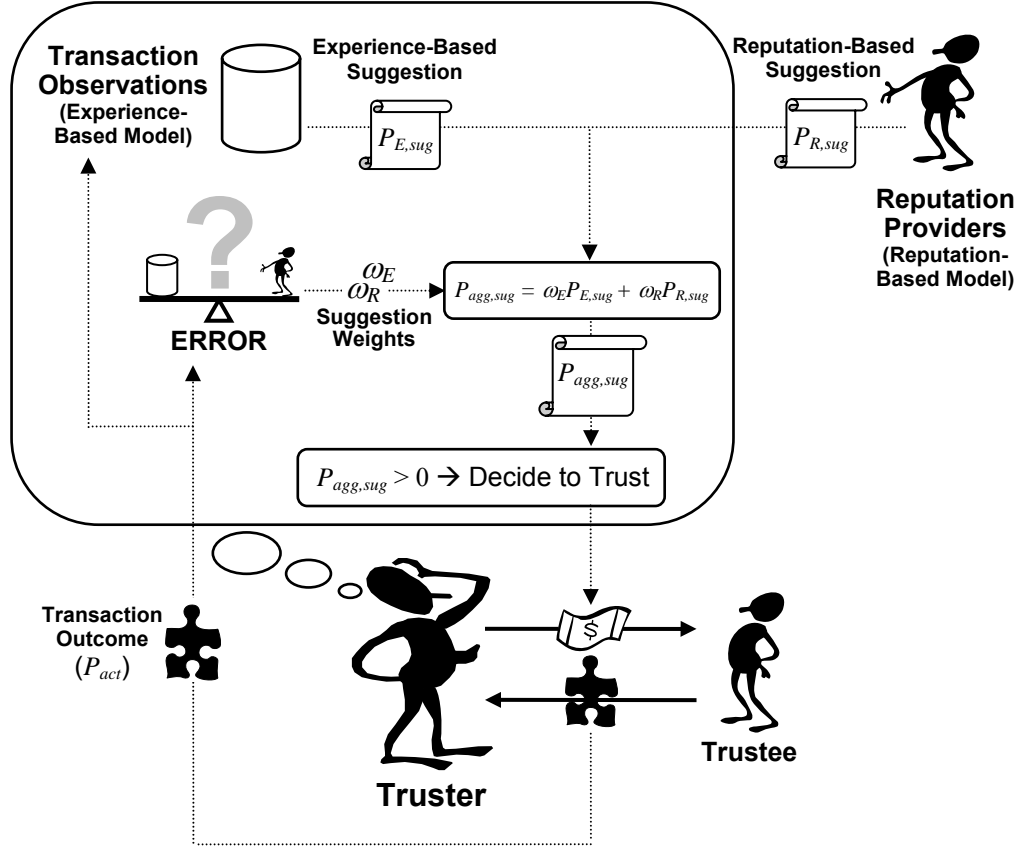 Transaction
Observations
(Experience-
Based Model)
Experience-Based
Suggestion
P_{E,sug}
Reputation-Based
Suggestion
P_{R,sug}
Reputation
Providers
(Reputation-
Based Model)
?
ERROR
ω_E
ω_R
Suggestion
Weights
P_{agg,sug} = ω_E P_{E,sug} + ω_R P_{R,sug}
P_{agg,sug}
P_{agg,sug} > 0 → Decide to Trust
Transaction
Outcome
(P_{act})
$
Truster
Trustee